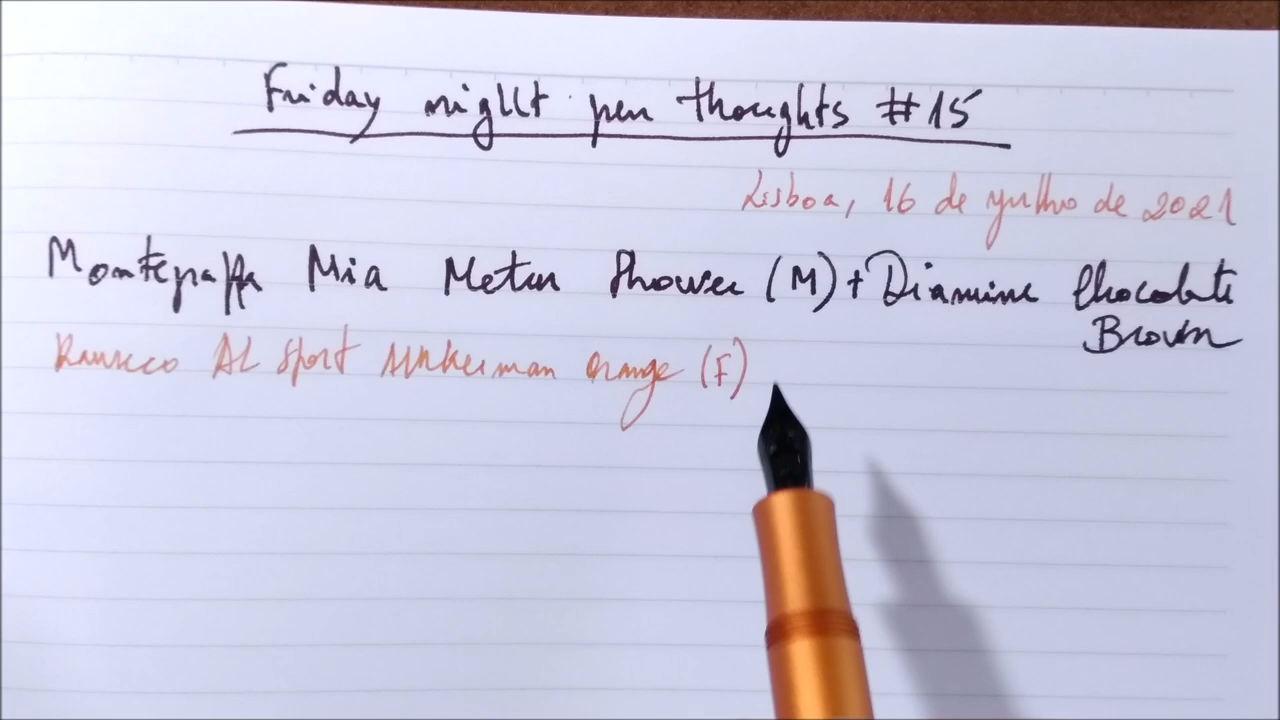 Friday night pen thoughts #15
Lisboa, 16 de julho de 2021
Montegrappa Mia Meteor Shower (M) + Diamine Chocolate
Brown
Kaweco AL Sport Akkerman Orange (F)